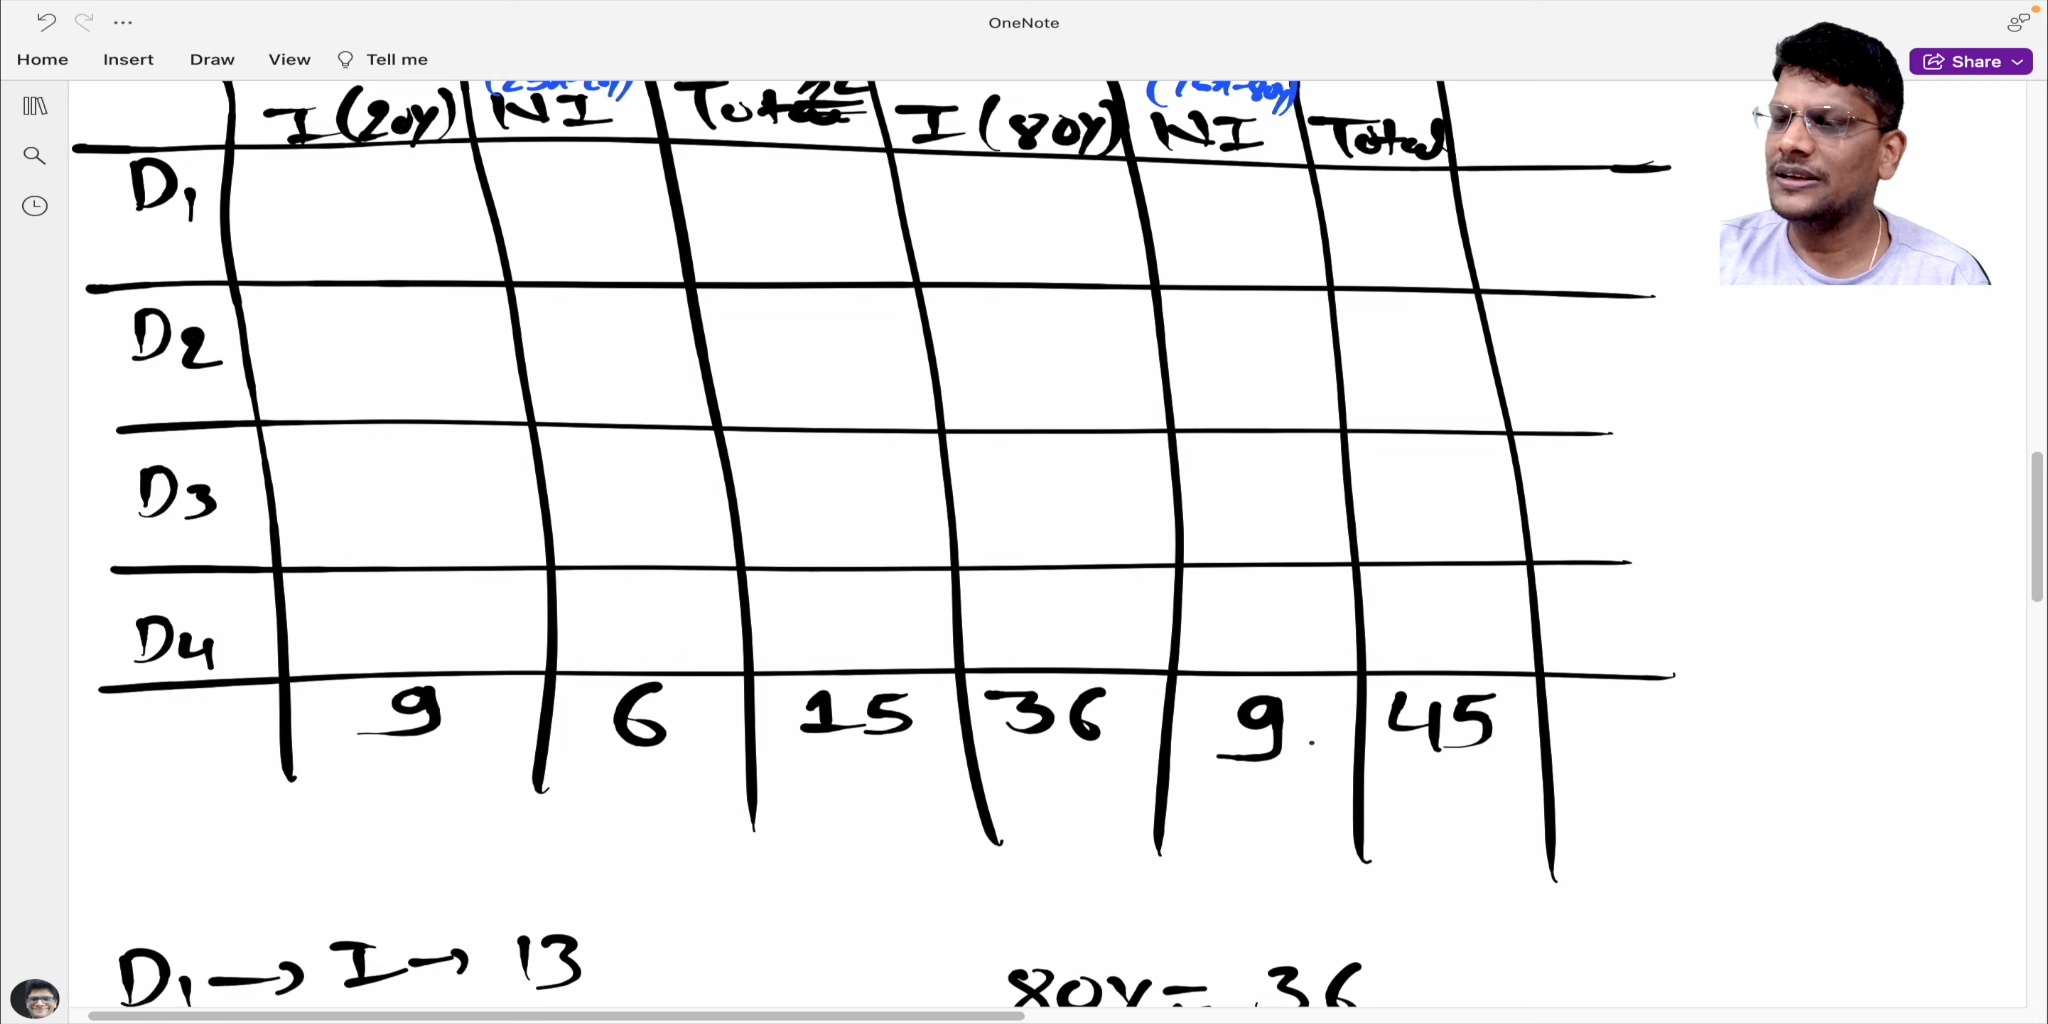 OneNote
Home Insert Draw View Tell me Share
I (20y) NI Total I (80y) NI Total
D1
D2
D3
D4
9 6 15 36 9. 45
D1 → I → 13
80y = 36